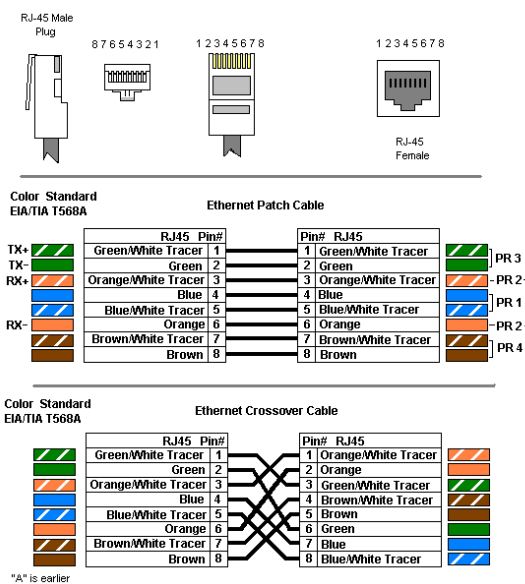 RJ-45 Male
Plug
8 7 6 5 4 3 2 1
1 2 3 4 5 6 7 8
1 2 3 4 5 6 7 8
RJ-45
Female
Color Standard
EIA/TIA T568A
Ethernet Patch Cable
RJ45 Pin#
Pin# RJ45
TX+ Green/White Tracer 1 1 Green/White Tracer
TX- Green 2 2 Green PR 3
RX+ Orange/White Tracer 3 3 Orange/White Tracer PR 2
Blue 4 4 Blue
Blue/White Tracer 5 5 Blue/White Tracer PR 1
RX- Orange 6 6 Orange PR 2
Brown/White Tracer 7 7 Brown/White Tracer
Brown 8 8 Brown PR 4
Color Standard
EIA/TIA T568A
Ethernet Crossover Cable
RJ45 Pin#
Pin# RJ45
Green/White Tracer 1 1 Orange/White Tracer
Green 2 2 Orange
Orange/White Tracer 3 3 Green/White Tracer
Blue 4 4 Brown/White Tracer
Blue/White Tracer 5 5 Brown
Orange 6 6 Green
Brown/White Tracer 7 7 Blue
Brown 8 8 Blue/White Tracer
"A" is earlier